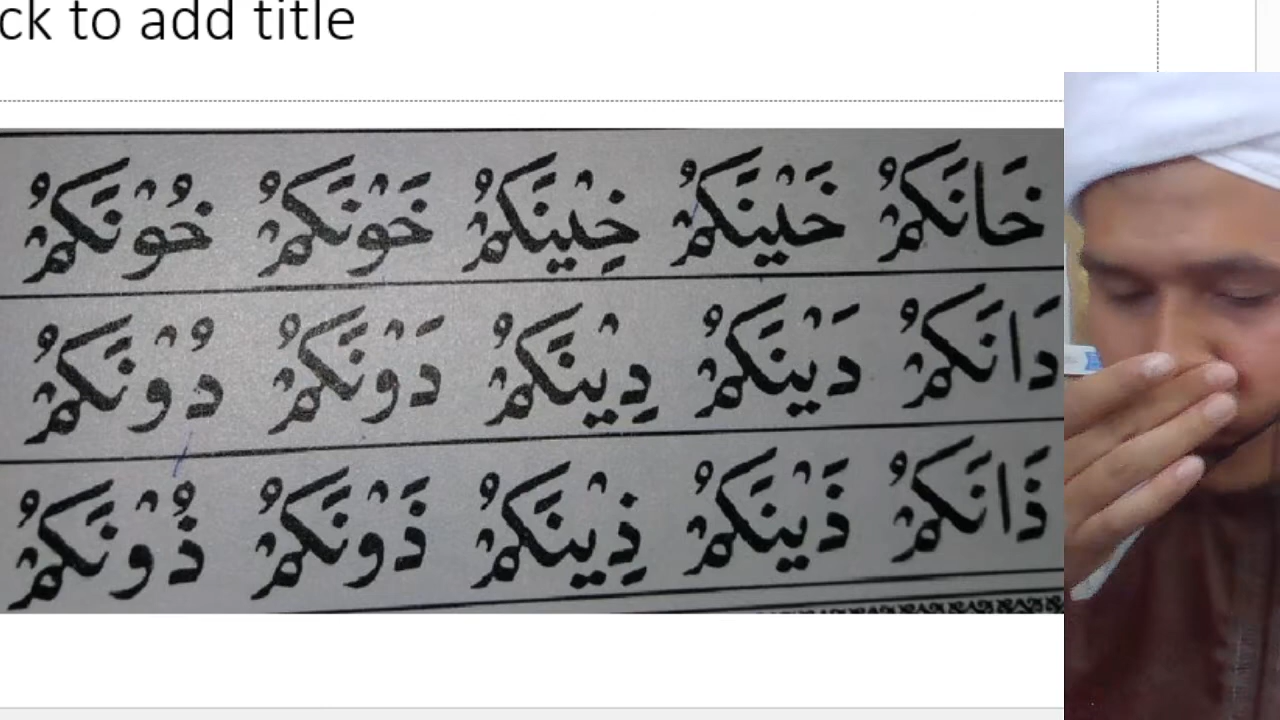 ck to add title
خَانَكُمْ خَيْنَكُمْ خِيْنَكُمْ خَوْنَكُمْ خُوْنَكُمْ
دَانَكُمْ دَيْنَكُمْ دِيْنَكُمْ دَوْنَكُمْ دُوْنَكُمْ
ذَانَكُمْ ذَيْنَكُمْ ذِيْنَكُمْ ذَوْنَكُمْ ذُوْنَكُمْ